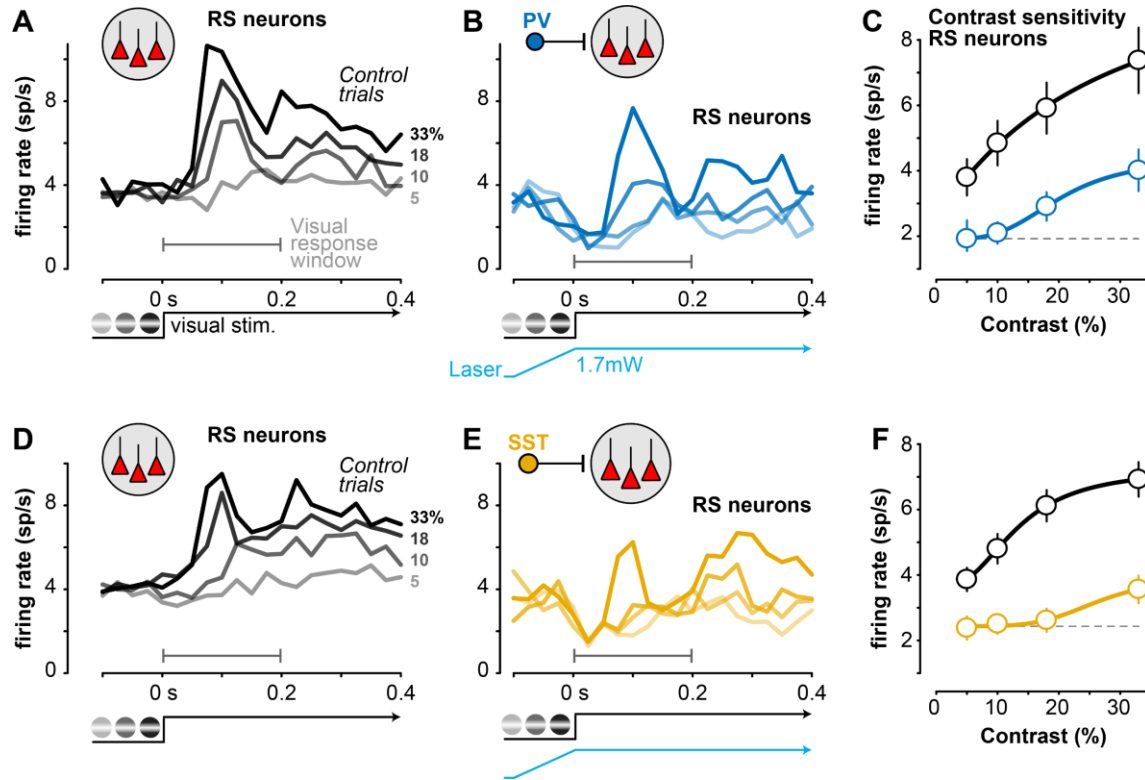 A
RS neurons
Control
trials
firing rate (sp/s)
8
4
0
33%
18
10
5
Visual
response
window
0 s
0.2
0.4
visual stim.
B
PV
RS neurons
8
4
0
0 s
0.2
0.4
Laser
1.7mW
C
Contrast sensitivity
RS neurons
firing rate (sp/s)
8
6
4
2
0
10
20
30
Contrast (%)
D
RS neurons
Control
trials
firing rate (sp/s)
8
4
0
33%
18
10
5
0 s
0.2
0.4
E
SST
RS neurons
8
4
0
0 s
0.2
0.4
F
firing rate (sp/s)
8
6
4
2
0
10
20
30
Contrast (%)